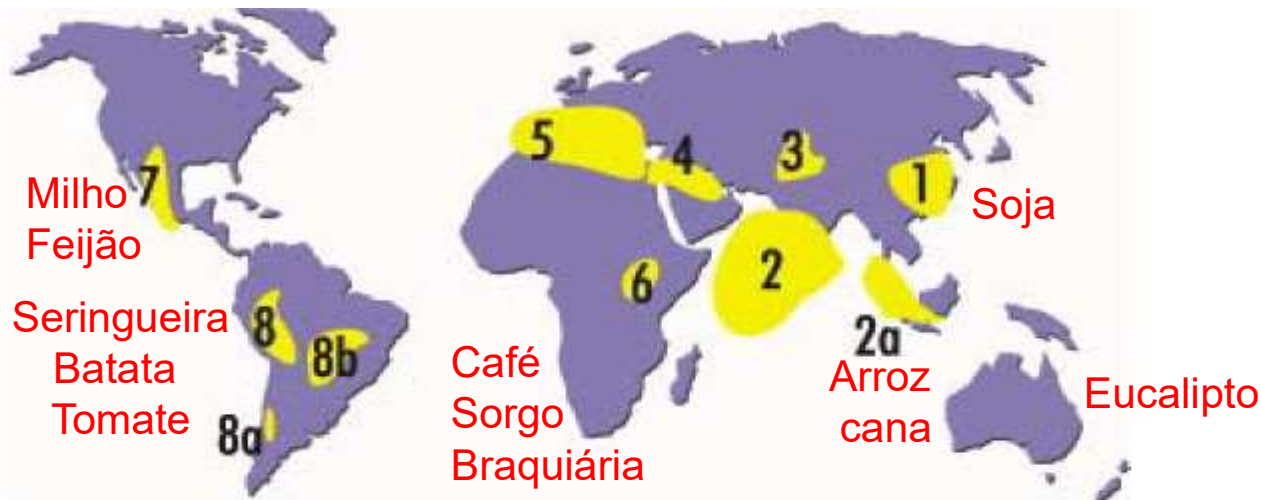 5
4
3
1
7
Milho
Feijão
Soja
6
2
Seringueira
Batata
Tomate
8
8b
8a
Café
Sorgo
Braquiária
2a
Arroz
cana
Eucalipto